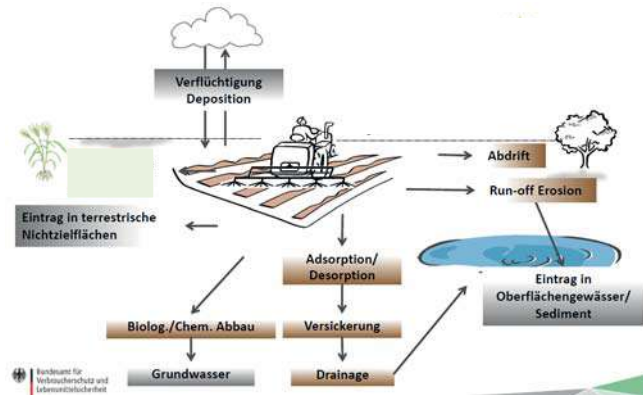 Verflüchtigung
Deposition
Abdrift
Run-off Erosion
Eintrag in terrestrische
Nichtzielflächen
Adsorption/
Desorption
Eintrag in
Oberflächengewässer/
Sediment
Biolog./Chem. Abbau
Versickerung
Grundwasser
Drainage
Bundesamt für
Verbraucherschutz und
Lebensmittelsicherheit